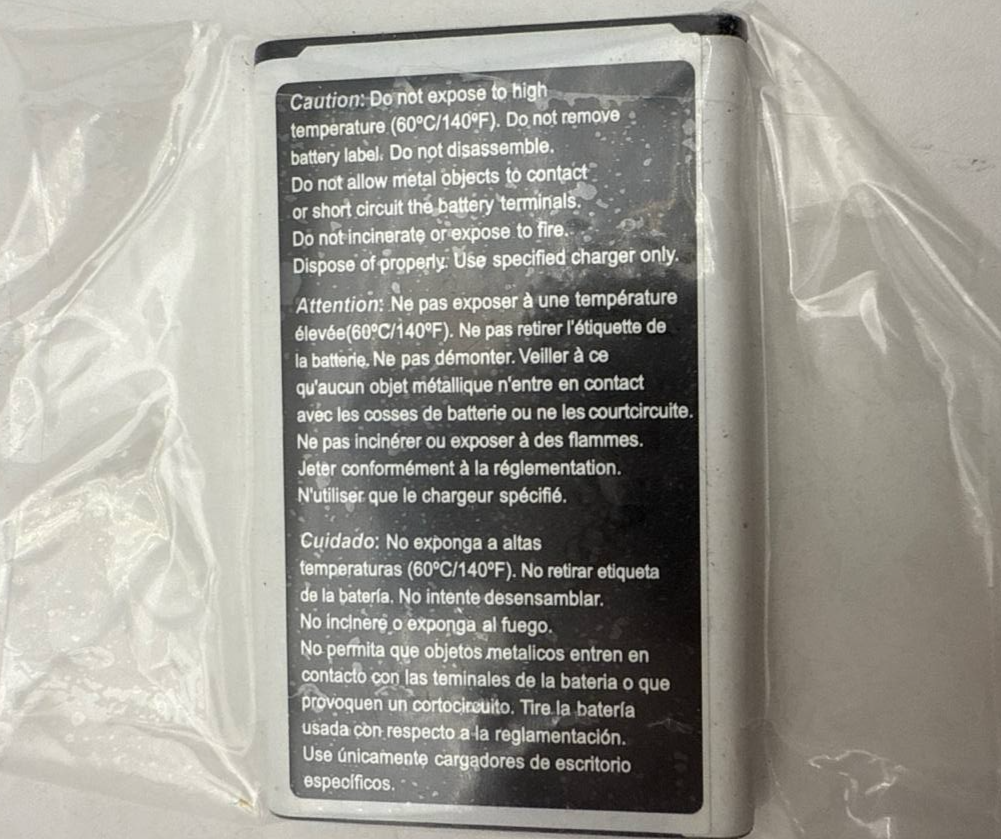 Caution: Do not expose to high
temperature (60ºC/140ºF). Do not remove
battery label. Do not disassemble.
Do not allow metal objects to contact
or short circuit the battery terminals.
Do not incinerate or expose to fire.
Dispose of properly. Use specified charger only.
Attention: Ne pas exposer à une température
élevée(60ºC/140ºF). Ne pas retirer l'étiquette de
la batterie. Ne pas démonter. Veiller à ce
qu'aucun objet métallique n'entre en contact
avec les cosses de batterie ou ne les courtcircuite.
Ne pas incinérer ou exposer à des flammes.
Jeter conformément à la réglementation.
N'utiliser que le chargeur spécifié.
Cuidado: No exponga a altas
temperaturas (60ºC/140ºF). No retirar etiqueta
de la batería. No intente desensamblar.
No incinere o exponga al fuego.
No permita que objetos metalicos entren en
contacto con las teminales de la bateria o que
provoquen un cortocircuito. Tire la batería
usada con respecto a la reglamentación.
Use únicamente cargadores de escritorio
específicos.